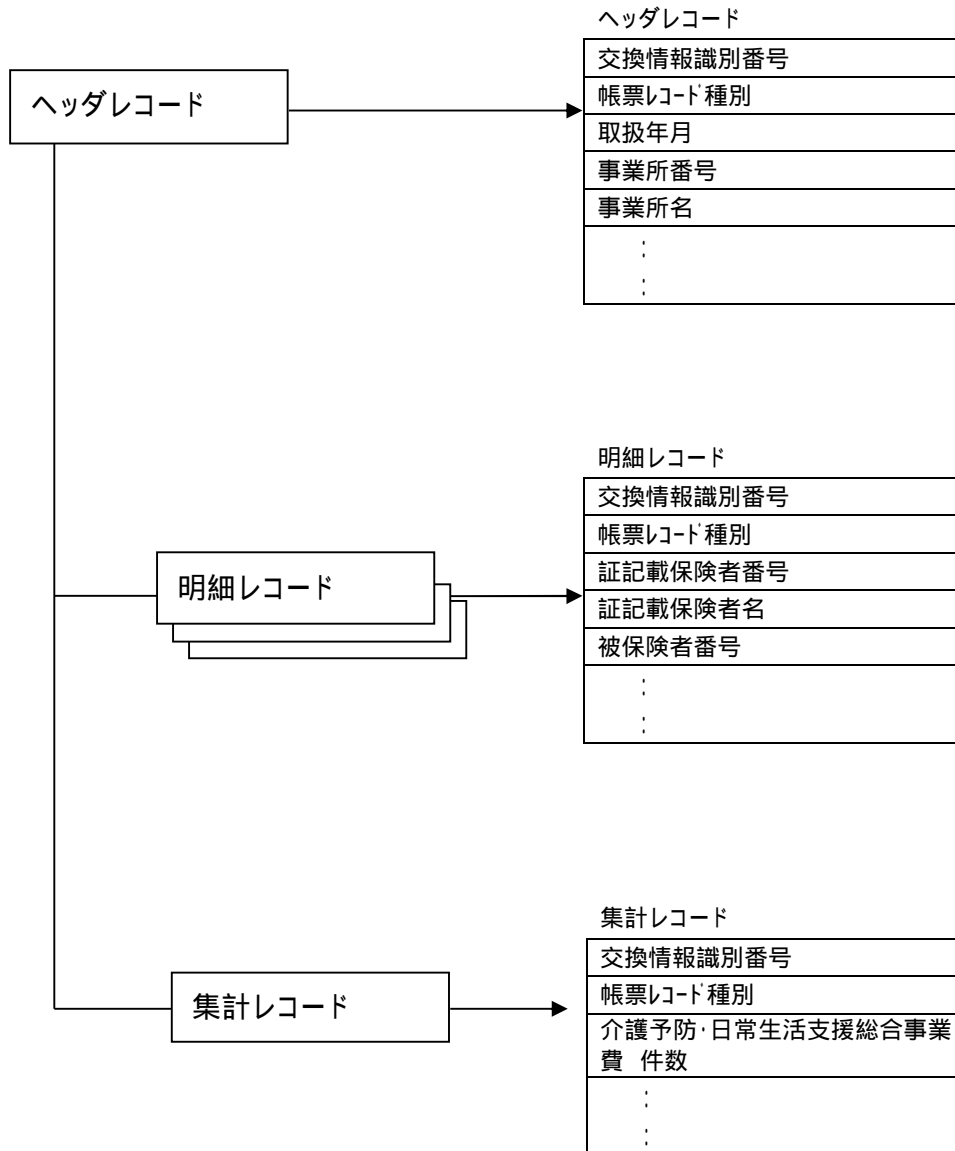 ヘッダレコード
ヘッダレコード
交換情報識別番号
帳票ﾚｺｰﾄﾞ種別
取扱年月
事業所番号
事業所名
:
:
明細レコード
明細レコード
交換情報識別番号
帳票ﾚｺｰﾄﾞ種別
証記載保険者番号
証記載保険者名
被保険者番号
:
:
集計レコード
集計レコード
交換情報識別番号
帳票ﾚｺｰﾄﾞ種別
介護予防･日常生活支援総合事業
費 件数
:
: